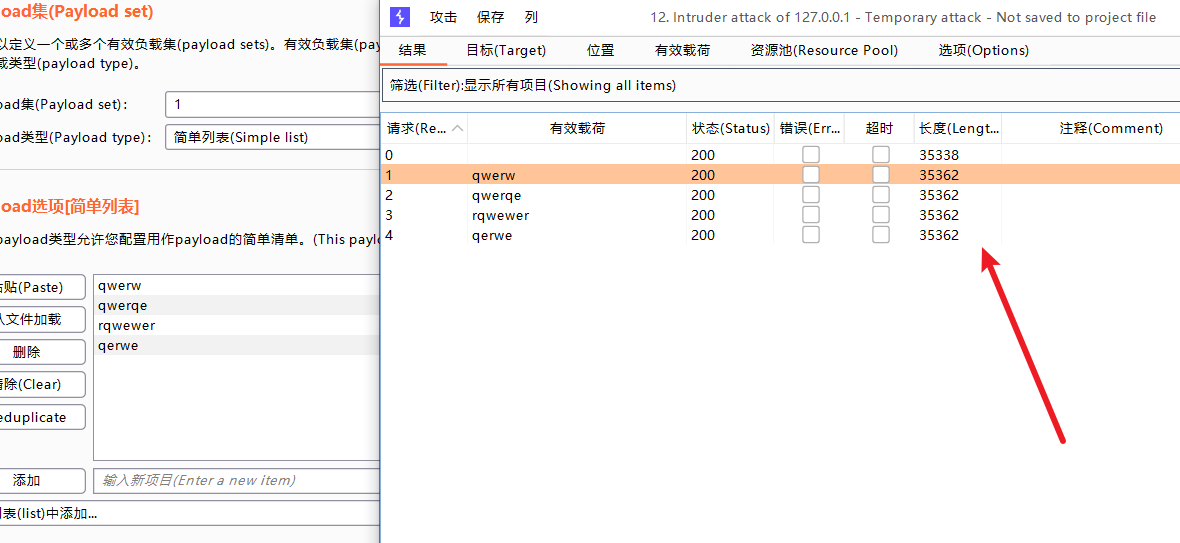 oad集(Payload set)
以定义一个或多个有效负载集(payload sets)。有效负载集(pay
载类型(payload type)。
oad集(Payload set)：
1
oad类型(Payload type)：
简单列表(Simple list)
oad选项[简单列表]
payload类型允许您配置用作payload的简单清单。(This paylo
粘贴(Paste)
从文件加载
删除
清除(Clear)
eduplicate
qwerw
qwerqe
rqwewer
qerwe
添加
输入新项目(Enter a new item)
列表(list)中添加...
攻击 保存 列
12. Intruder attack of 127.0.0.1 - Temporary attack - Not saved to project file
结果 目标(Target) 位置 有效载荷 资源池(Resource Pool) 选项(Options)
筛选(Filter):显示所有项目(Showing all items)
请求(Re... 有效载荷 状态(Status) 错误(Err... 超时 长度(Lengt... 注释(Comment)
0 200 35338
1 qwerw 200 35362
2 qwerqe 200 35362
3 rqwewer 200 35362
4 qerwe 200 35362